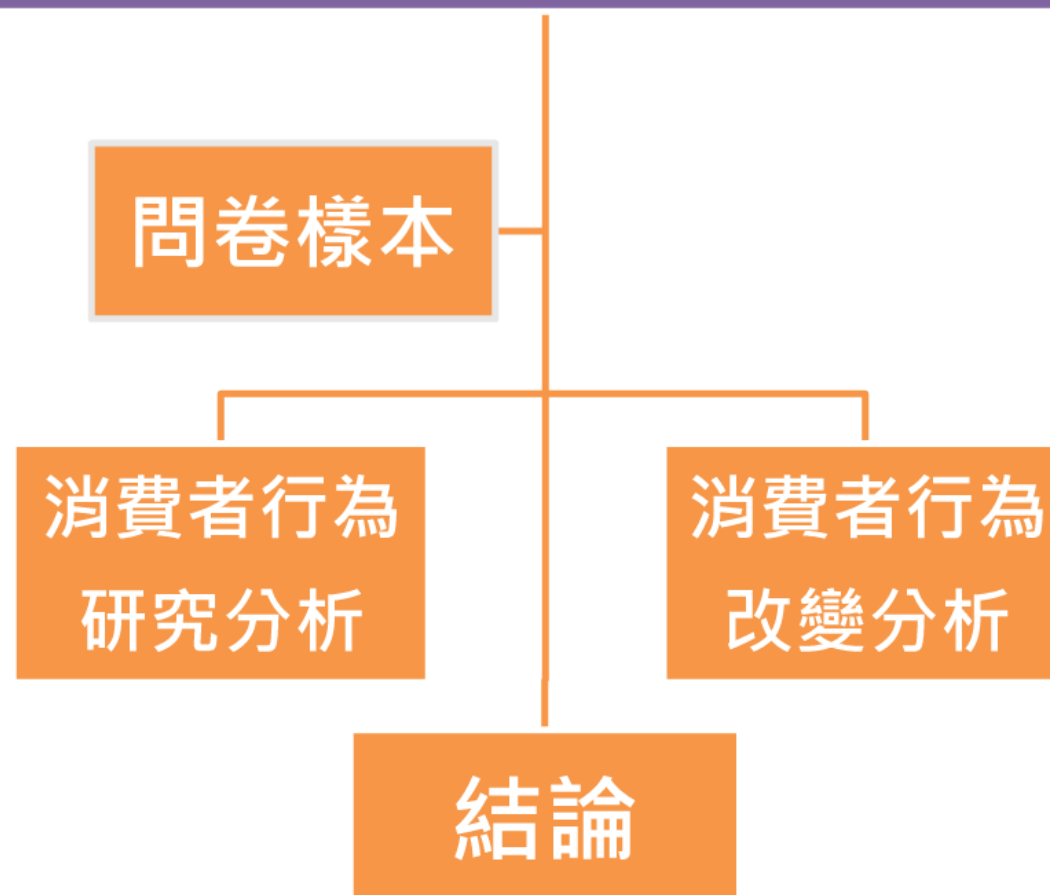 問卷樣本
消費者行為
研究分析
消費者行為
改變分析
結論